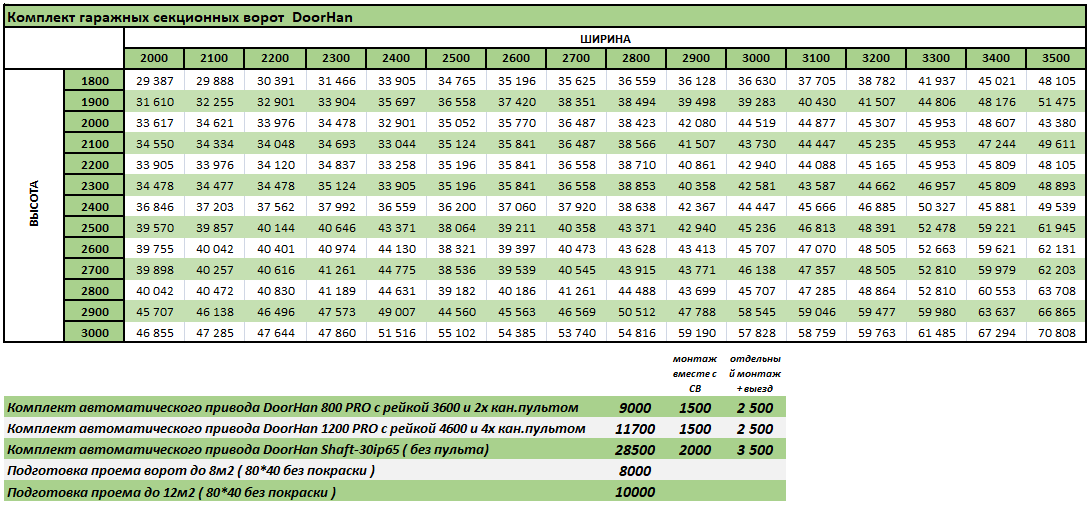 Комплект гаражных секционных ворот DoorHan
ШИРИНА
2000 2100 2200 2300 2400 2500 2600 2700 2800 2900 3000 3100 3200 3300 3400 3500
ВЫСОТА
1800 29 387 29 888 30 391 31 466 33 905 34 765 35 196 35 625 36 559 36 128 36 630 37 705 38 782 41 937 45 021 48 105
1900 31 610 32 255 32 901 33 904 35 697 36 558 37 420 38 351 38 494 39 498 39 283 40 430 41 507 44 806 48 176 51 475
2000 33 617 34 621 33 976 34 478 32 901 35 052 35 770 36 487 38 423 42 080 44 519 44 877 45 307 45 953 48 607 43 380
2100 34 550 34 334 34 048 34 693 33 044 35 124 35 841 36 487 38 566 41 507 43 730 44 447 45 235 45 953 47 244 49 611
2200 33 905 33 976 34 120 34 837 33 258 35 196 35 841 36 558 38 710 40 861 42 940 44 088 45 165 45 953 45 809 48 105
2300 34 478 34 477 34 478 35 124 33 905 35 196 35 841 36 558 38 853 40 358 42 581 43 587 44 662 46 957 45 809 48 893
2400 36 846 37 203 37 562 37 992 36 559 36 200 37 060 37 920 38 638 42 367 44 447 45 666 46 885 50 327 45 881 49 539
2500 39 570 39 857 40 144 40 646 43 371 38 064 39 211 40 358 43 371 42 940 45 236 46 813 48 391 52 478 59 221 61 945
2600 39 755 40 042 40 401 40 974 44 130 38 321 39 397 40 473 43 628 43 413 45 707 47 070 48 505 52 663 59 621 62 131
2700 39 898 40 257 40 616 41 261 44 775 38 536 39 539 40 545 43 915 43 771 46 138 47 357 48 505 52 810 59 979 62 203
2800 40 042 40 472 40 830 41 189 44 631 39 182 40 186 41 261 44 488 43 699 45 707 47 285 48 864 52 810 60 553 63 708
2900 45 707 46 138 46 496 47 573 49 007 44 560 45 563 46 569 50 512 47 788 58 545 59 046 59 477 59 980 63 637 66 865
3000 46 855 47 285 47 644 47 860 51 516 55 102 54 385 53 740 54 816 59 190 57 828 58 759 59 763 61 485 67 294 70 808
монтаж вместе с СВ
отдельны й монтаж + выезд
Комплект автоматического привода DoorHan 800 PRO с рейкой 3600 и 2х кан.пультом 9000 1500 2 500
Комплект автоматического привода DoorHan 1200 PRO с рейкой 4600 и 4х кан.пультом 11700 1500 2 500
Комплект автоматического привода DoorHan Shaft-30ip65 ( без пульта) 28500 2000 3 500
Подготовка проема ворот до 8м2 ( 80*40 без покраски ) 8000
Подготовка проема до 12м2 ( 80*40 без покраски ) 10000